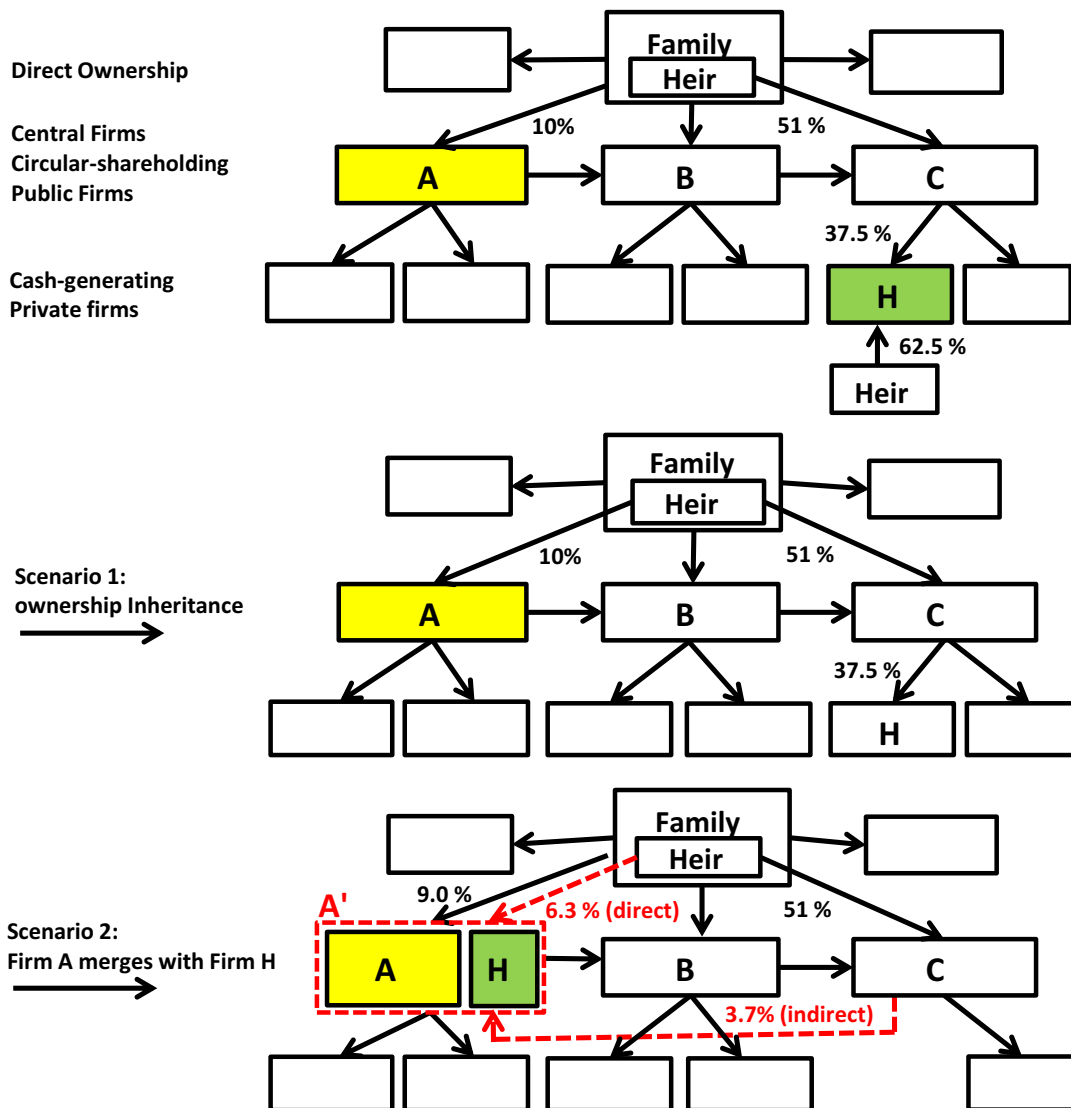 Family
Direct Ownership
Heir
10%
51 %
Central Firms
Circular-shareholding
Public Firms
A
B
C
37.5 %
Cash-generating
Private firms
H
62.5 %
Heir
Family
Heir
10%
51 %
Scenario 1:
ownership Inheritance
A
B
C
37.5 %
H
Family
Heir
9.0 %
A'
6.3 % (direct)
51 %
Scenario 2:
Firm A merges with Firm H
A
H
B
C
3.7% (indirect)